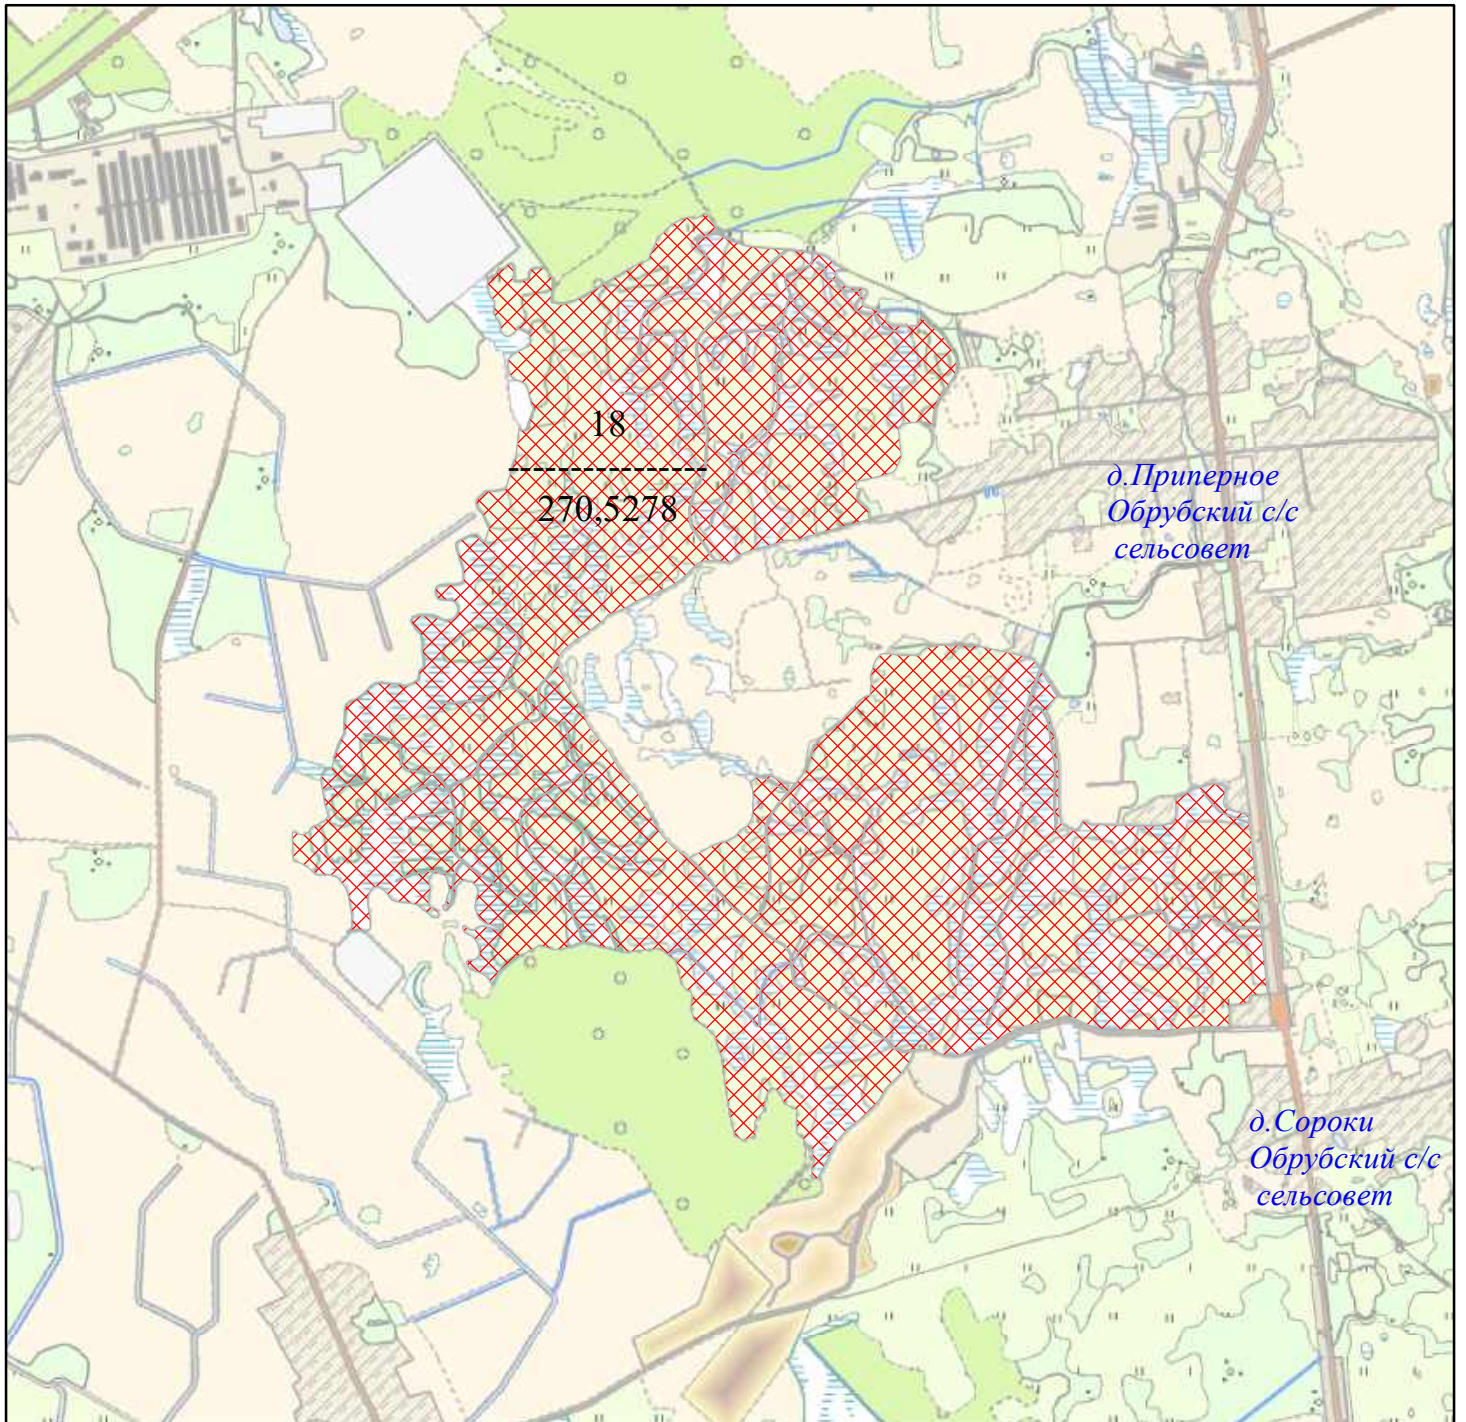 18
270,5278
д.Приперное
Обрубский с/с
сельсовет
д.Сороки
Обрубский с/с
сельсовет